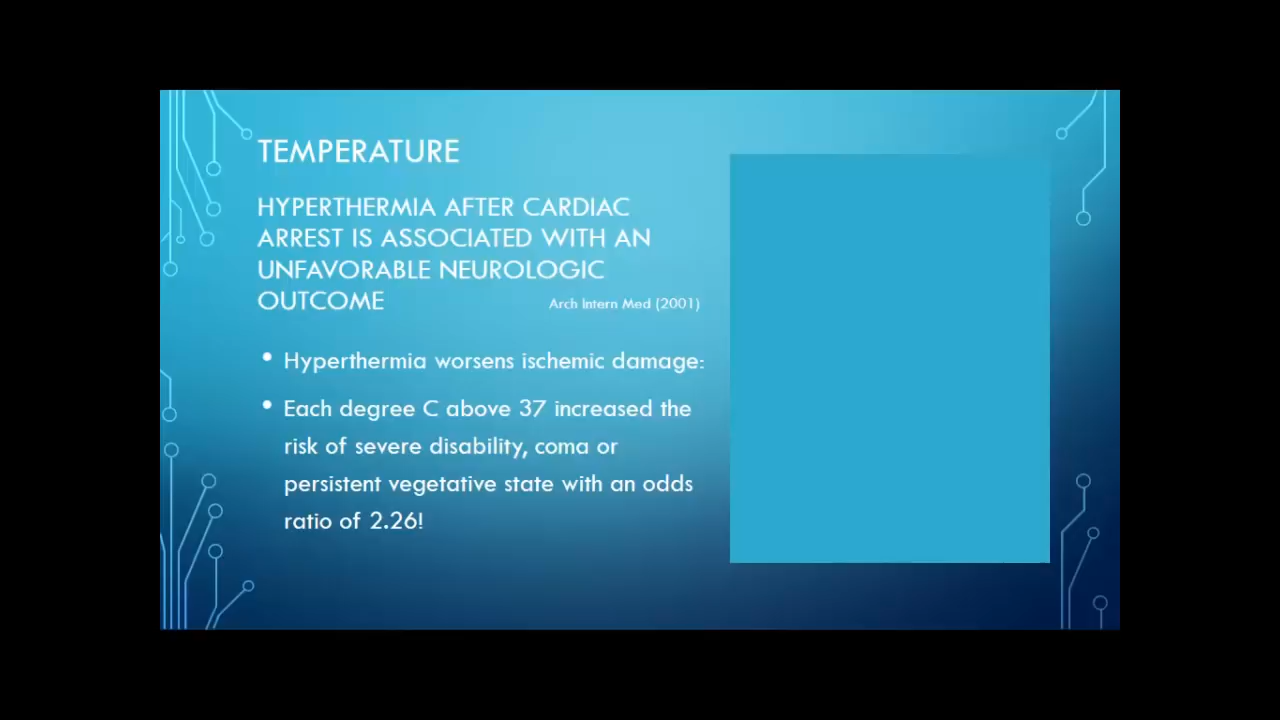 TEMPERATURE
HYPERTHERMIA AFTER CARDIAC
ARREST IS ASSOCIATED WITH AN
UNFAVORABLE NEUROLOGIC
OUTCOME Arch Intern Med (2001)
• Hyperthermia worsens ischemic damage:
• Each degree C above 37 increased the
risk of severe disability, coma or
persistent vegetative state with an odds
ratio of 2.26!